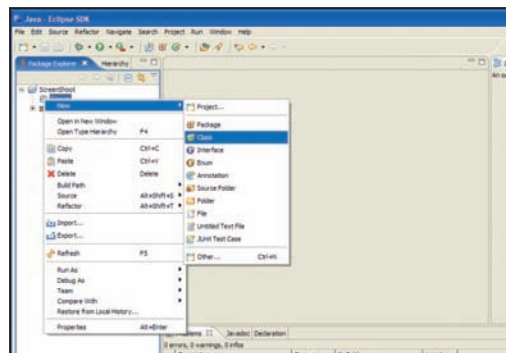 Java - Eclipse SDK
File Edit Source Refactor Navigate Search Project Run Window Help
Package Explorer Hierarchy
ScreenShoot
New
Open in New Window
Open Type Hierarchy F4
Copy Ctrl+C
Paste Ctrl+V
Delete Delete
Build Path
Source Alt+Shift+S
Refactor Alt+Shift+T
Import...
Export...
Refresh F5
Run As
Debug As
Team
Compare With
Restore from Local History...
Properties Alt+Enter
Project...
Package
Class
Interface
Enum
Annotation
Source Folder
Folder
File
Untitled Text File
JUnit Test Case
Other... Ctrl+N
An ou
Problems Javadoc Declaration
0 errors, 0 warnings, 0 infos